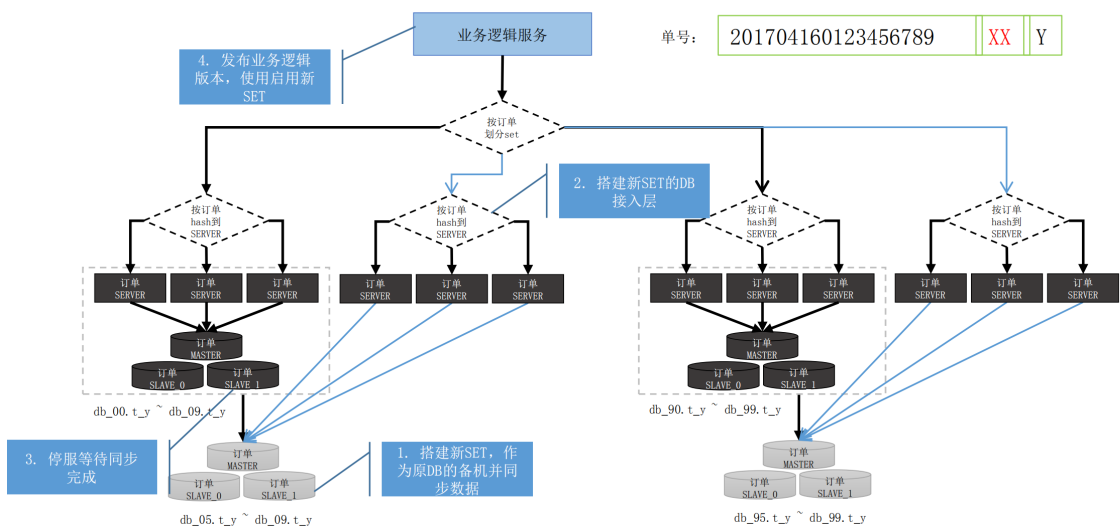 业务逻辑服务
单号：
201704160123456789
XX
Y
4. 发布业务逻辑
版本，使用启用新
SET
按订单
划分set
2. 搭建新SET的DB
接入层
按订单
hash到
SERVER
按订单
hash到
SERVER
按订单
hash到
SERVER
按订单
hash到
SERVER
订单
SERVER
订单
SERVER
订单
SERVER
订单
SERVER
订单
SERVER
订单
SERVER
订单
SERVER
订单
SERVER
订单
SERVER
订单
SERVER
订单
SERVER
订单
SERVER
订单
MASTER
订单
SLAVE_0
订单
SLAVE_1
订单
MASTER
订单
SLAVE_0
订单
SLAVE_1
db_00.t_y ~ db_09.t_y
db_90.t_y ~ db_99.t_y
3. 停服等待同步
完成
订单
MASTER
订单
SLAVE_0
订单
SLAVE_1
1. 搭建新SET，作
为原DB的备机并同
步数据
订单
MASTER
订单
SLAVE_0
订单
SLAVE_1
db_05.t_y ~ db_09.t_y
db_95.t_y ~ db_99.t_y